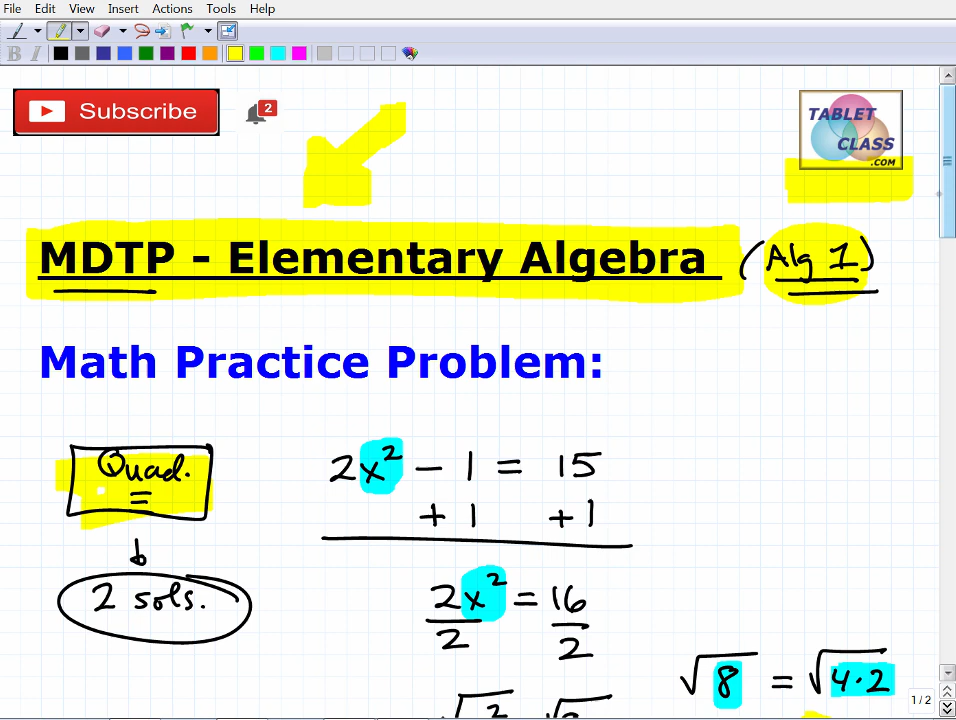 File Edit View Insert Actions Tools Help
B I
Subscribe
2
TABLET
CLASS
.COM
MDTP - Elementary Algebra (Alg 1)
Math Practice Problem:
Quad.
=
2 sols.
2x² - 1 = 15
+ 1 +1
2x² = 16
2 2
√8 = √4·2
1 / 2